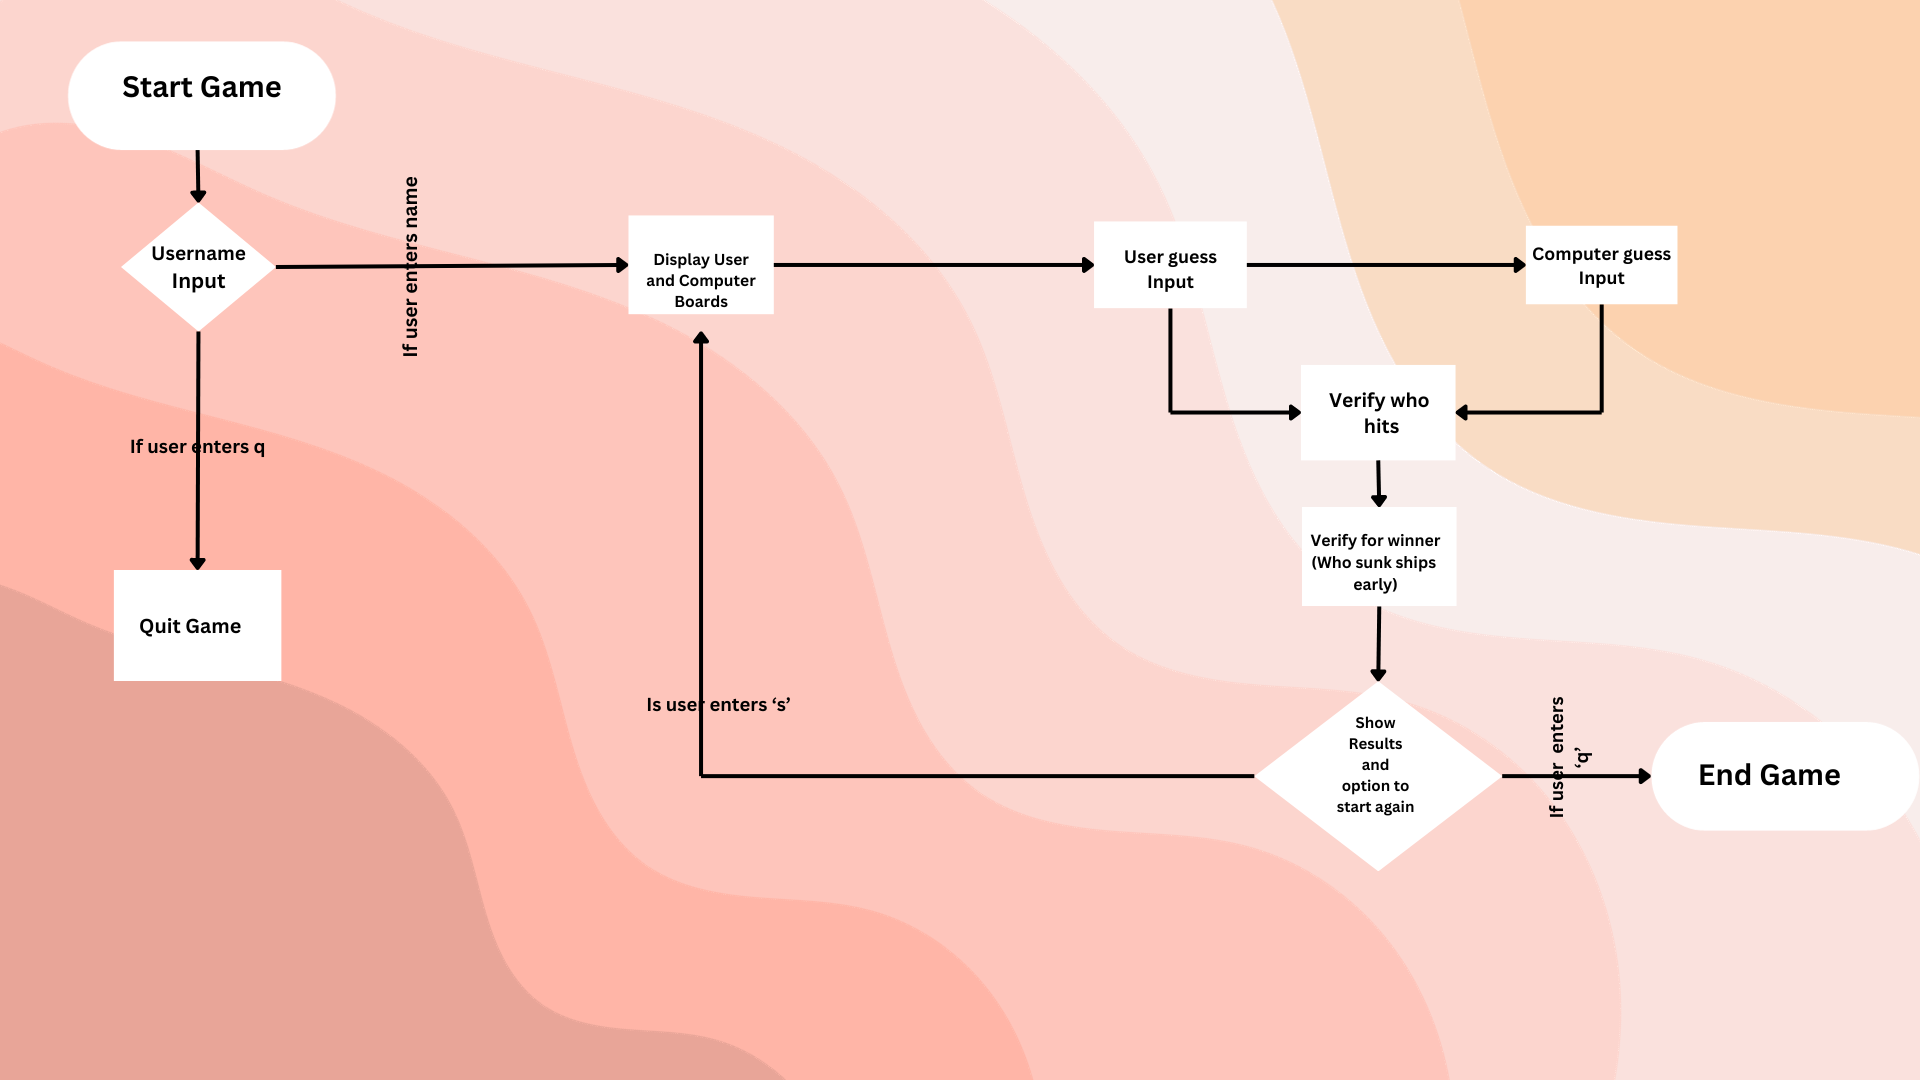 Start Game
Username
Input
If user enters name
Display User
and Computer
Boards
User guess
Input
Computer guess
Input
Verify who
hits
If user enters q
Verify for winner
(Who sunk ships
early)
Quit Game
Is user enters ‘s’
Show
Results
and
option to
start again
If user  enters
‘q’
End Game